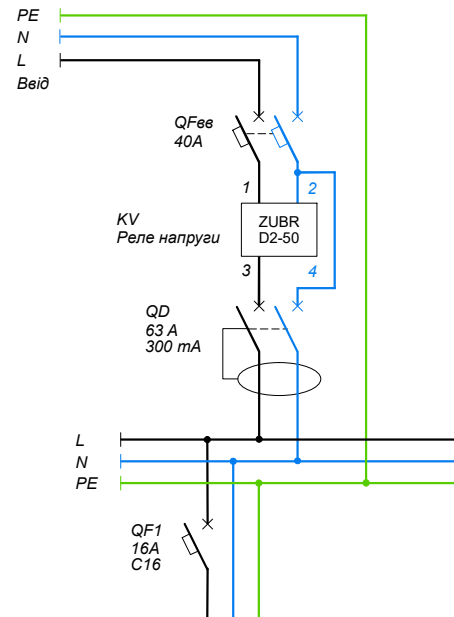 PE
N
L
Ввід
QFвв
40A
1
2
KV
Реле напруги
ZUBR
D2-50
3
4
QD
63 A
300 mA
L
N
PE
QF1
16A
C16